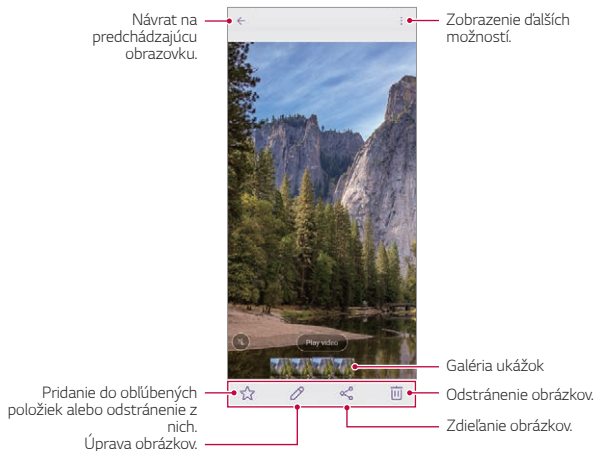 Návrat na
predchádzajúcu
obrazovku.
Zobrazenie ďalších
možností.
Play video
Galéria ukážok
Pridanie do obľúbených
položiek alebo odstránenie z
nich.
Odstránenie obrázkov.
Zdieľanie obrázkov.
Úprava obrázkov.